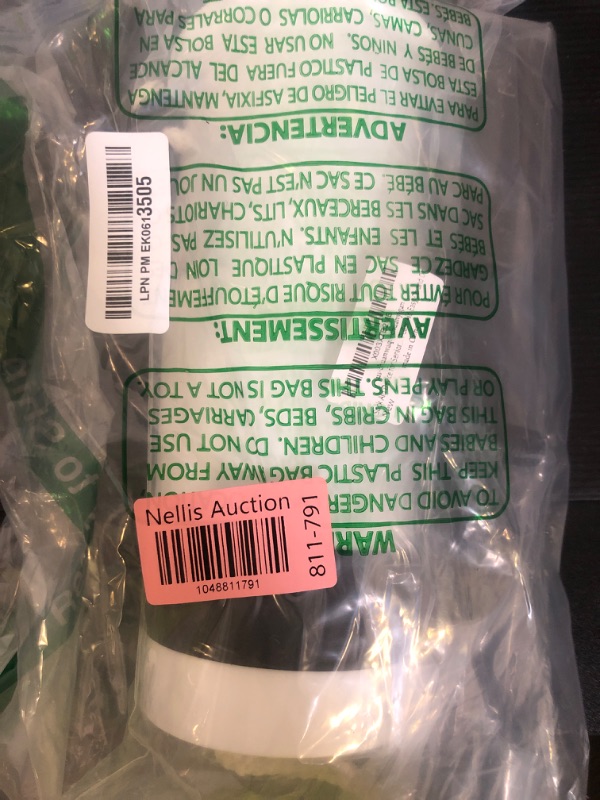 LPN PM EK0613505
Nellis Auction
1048811791
811-791
WAR
TO AVOID DANGER
KEEP THIS PLASTIC BAG AWAY FROM
BABIES AND CHILDREN. DO NOT USE
THIS BAG IN CRIBS, BEDS, CARRIAGES
OR PLAY PENS. THIS BAG IS NOT A TOY.
AVERTISSEMENT:
POUR ÉVITER TOUT RISQUE D'ÉTOUFFEME
GARDEZ CE SAC EN PLASTIQUE LOIN
BÉBÉS ET LES ENFANTS. N'UTILISEZ PAS
SAC DANS LES BERCEAUX, LITS, CHARIOTS
PARC AU BÉBÉ. CE SAC N'EST PAS UN JOU
ADVERTENCIA:
PARA EVITAR EL PELIGRO DE ASFIXIA, MANTENGA
ESTA BOLSA DE PLASTICO FUERA DEL ALCANCE
DE BEBÉS Y NIÑOS. NO USAR ESTA BOLSA EN
CUNAS, CAMAS, CARRIOLAS O CORRALES PARA
BEBÉS. ESTA